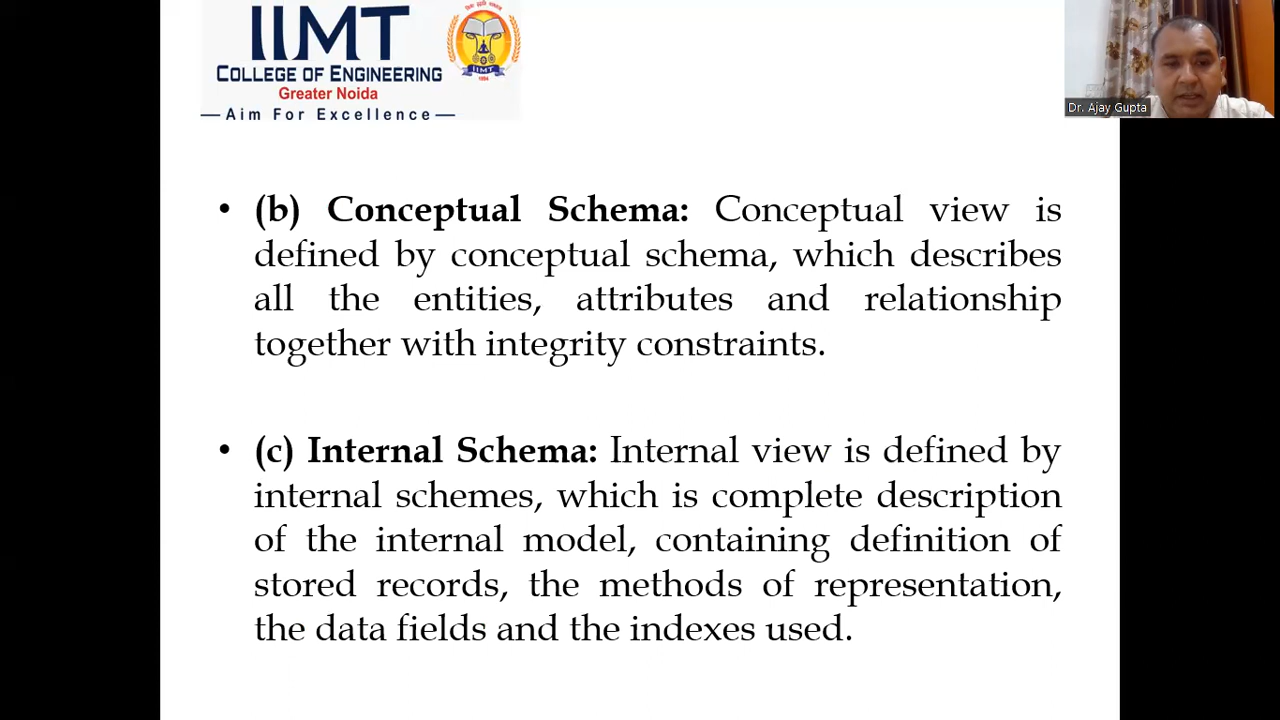 IIMT
COLLEGE OF ENGINEERING
Greater Noida
—Aim For Excellence—
IIMT
Dr. Ajay Gupta
• (b) Conceptual Schema: Conceptual view is
defined by conceptual schema, which describes
all the entities, attributes and relationship
together with integrity constraints.
• (c) Internal Schema: Internal view is defined by
internal schemes, which is complete description
of the internal model, containing definition of
stored records, the methods of representation,
the data fields and the indexes used.